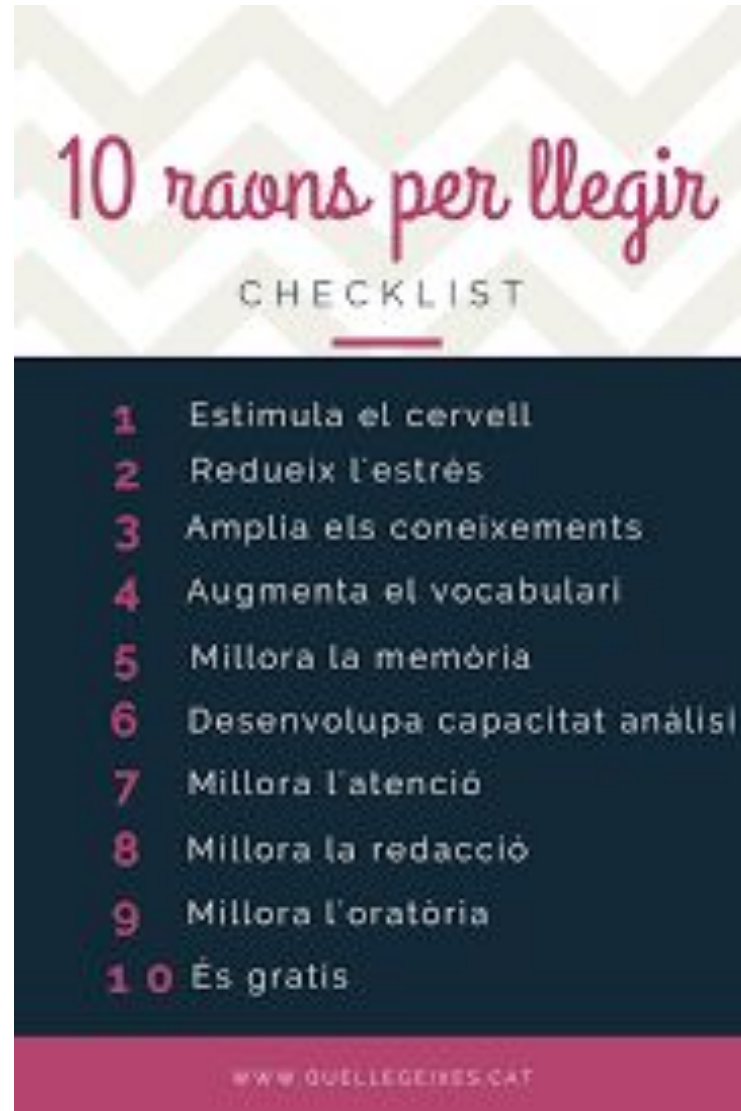 10 raons per llegir
CHECKLIST
1 Estimula el cervell
2 Redueix l'estrés
3 Amplia els coneixements
4 Augmenta el vocabulari
5 Millora la memòria
6 Desenvolupa capacitat anàlisi
7 Millora l'atenció
8 Millora la redacció
9 Millora l'oratòria
10 És gratis
WWW.QUELLEGEIXES.CAT